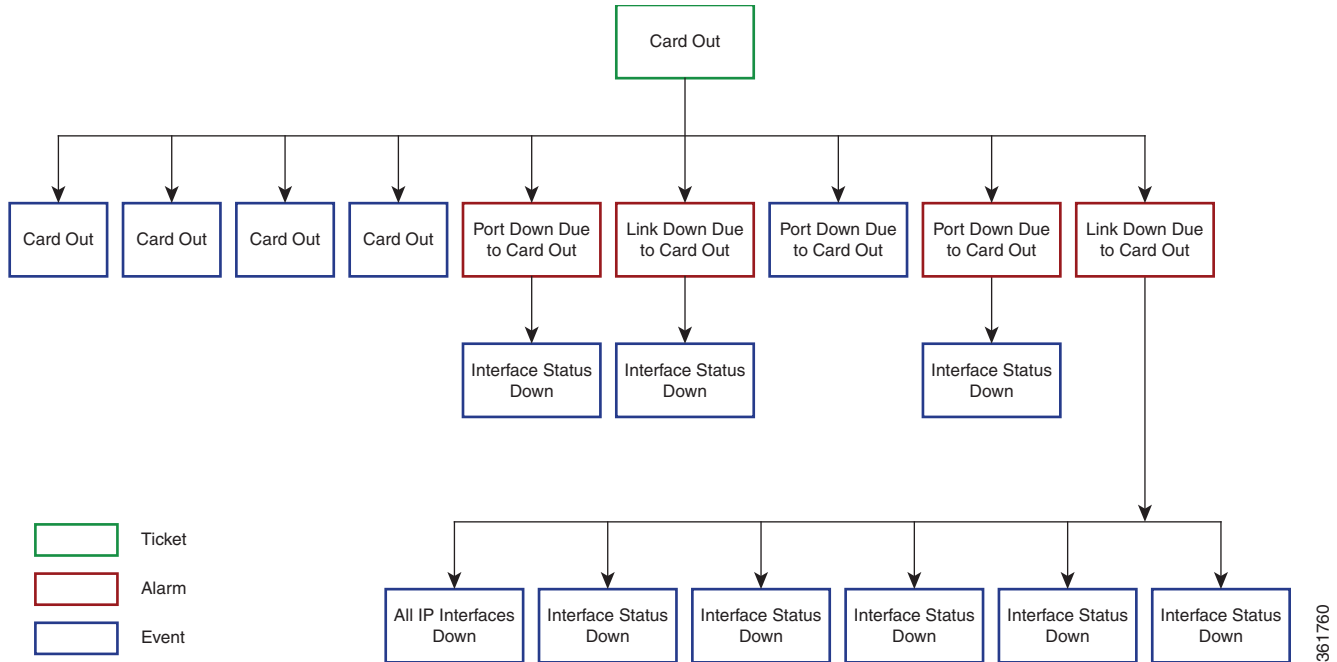 Card Out
Card Out
Card Out
Card Out
Card Out
Port Down Due
to Card Out
Link Down Due
to Card Out
Port Down Due
to Card Out
Port Down Due
to Card Out
Link Down Due
to Card Out
Interface Status
Down
Interface Status
Down
Interface Status
Down
Ticket
Alarm
Event
All IP Interfaces
Down
Interface Status
Down
Interface Status
Down
Interface Status
Down
Interface Status
Down
Interface Status
Down
361760